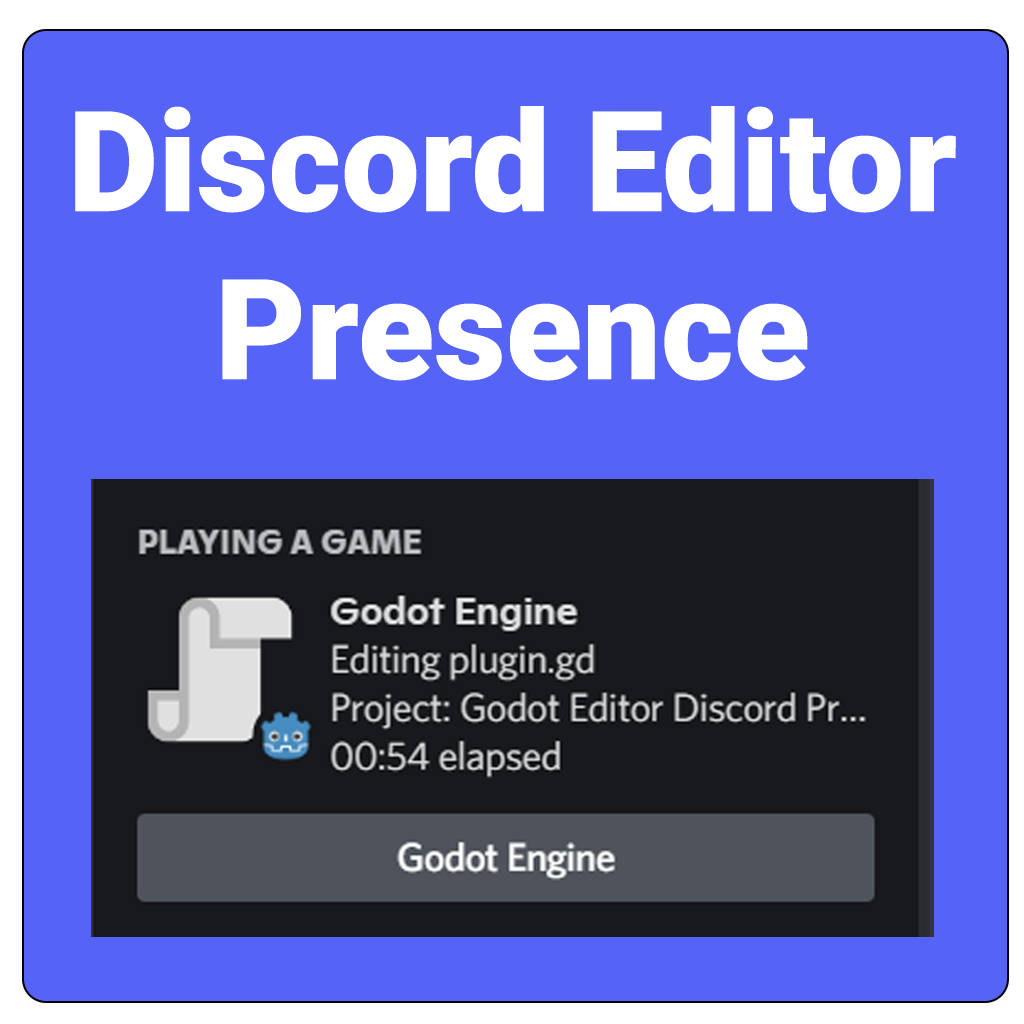 Discord Editor
Presence
PLAYING A GAME
Godot Engine
Editing plugin.gd
Project: Godot Editor Discord Pr...
00:54 elapsed
Godot Engine